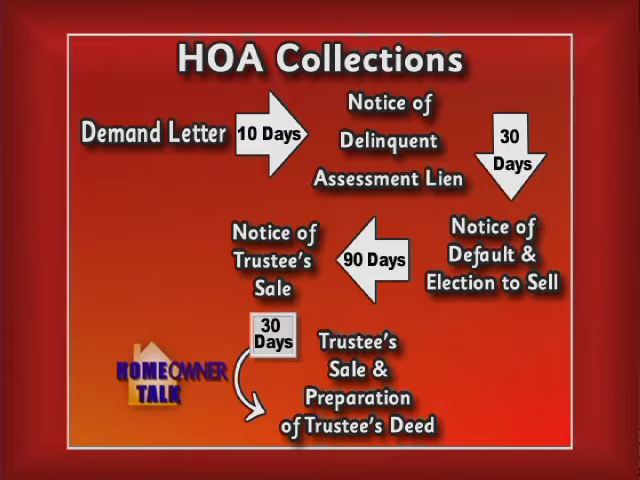 HOA Collections
Demand Letter
10 Days
Notice of
Delinquent
Assessment Lien
30
Days
Notice of
Default &
Election to Sell
90 Days
Notice of
Trustee's
Sale
30
Days
Trustee's
Sale &
Preparation
of Trustee's Deed
HOMEOWNER
TALK